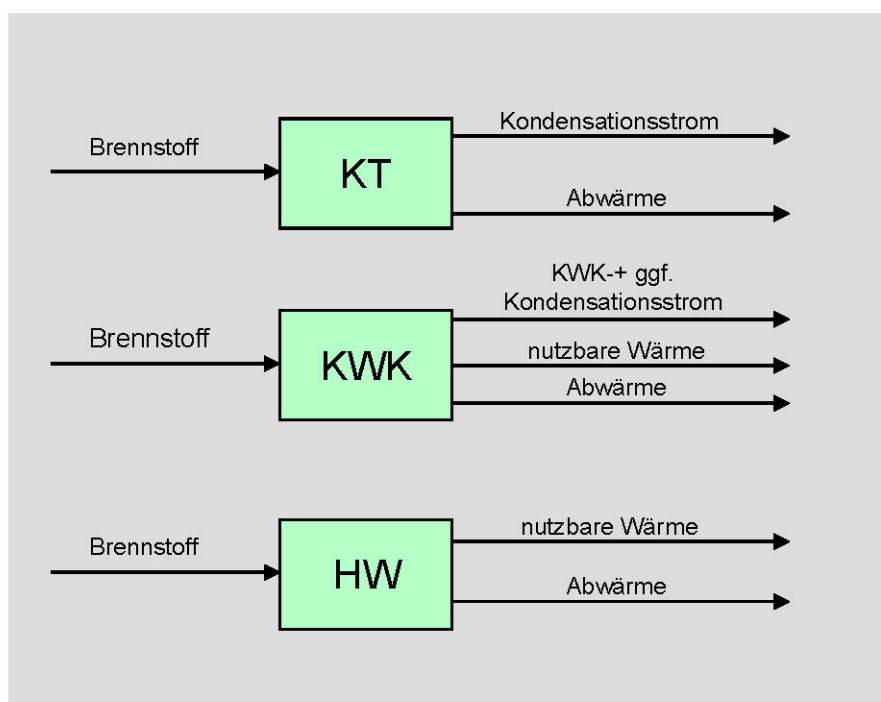 Brennstoff
KT
Kondensationsstrom
Abwärme
Brennstoff
KWK
KWK-+ ggf.
Kondensationsstrom
nutzbare Wärme
Abwärme
Brennstoff
HW
nutzbare Wärme
Abwärme